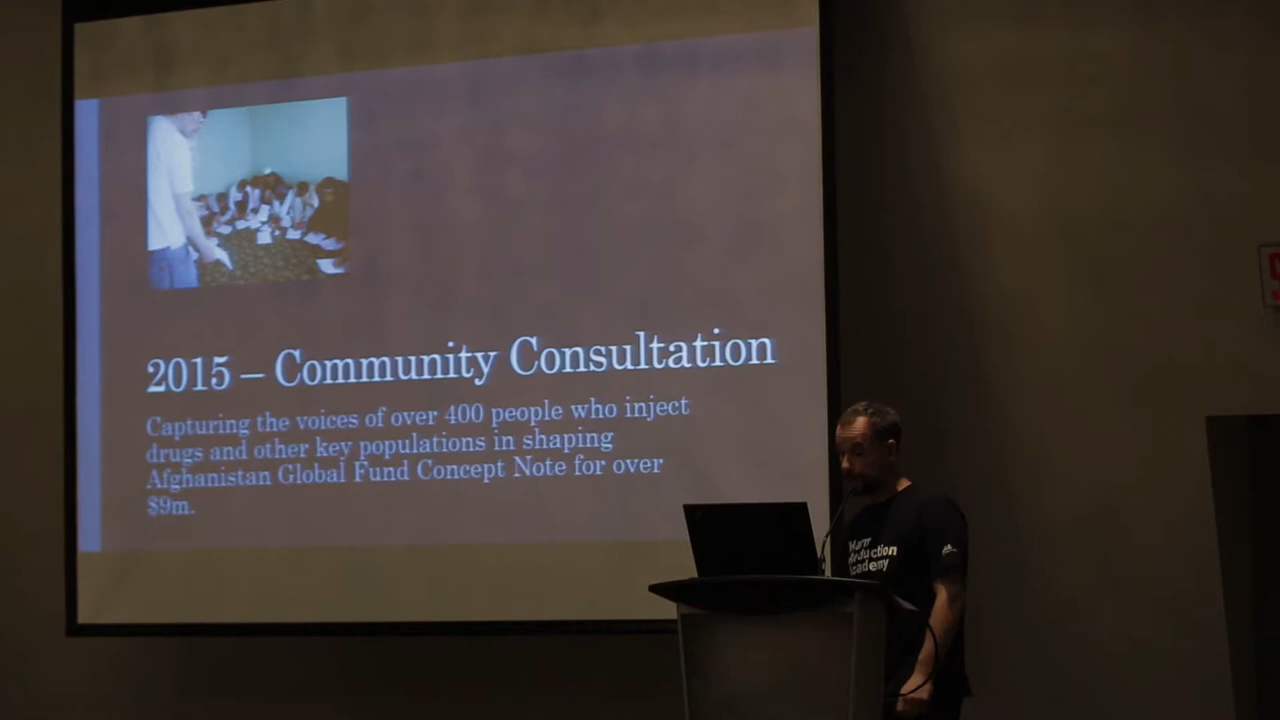 2015 – Community Consultation
Capturing the voices of over 400 people who inject
drugs and other key populations in shaping
Afghanistan Global Fund Concept Note for over
$9m.
Harm
Reduction
Academy